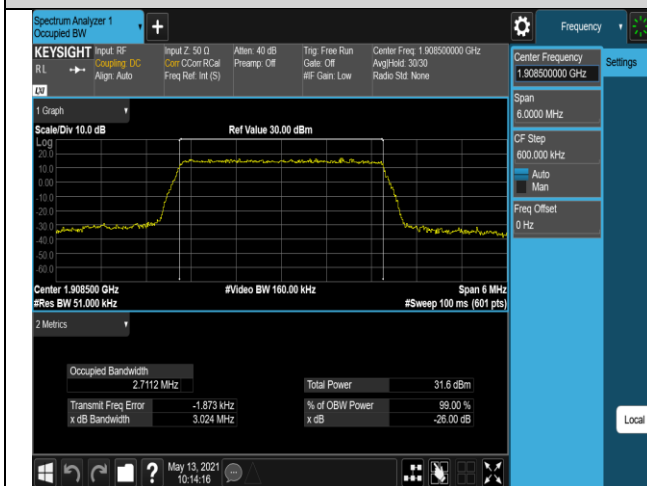 Spectrum Analyzer 1
Occupied BW
Frequency
KEYSIGHT
Input: RF
Input Z: 50 Ω
Atten: 40 dB
Trig: Free Run
Center Freq: 1.908500000 GHz
RL
Coupling: DC
Corr CCorr RCal
Preamp: Off
Gate: Off
Avg|Hold: 30/30
Align: Auto
Freq Ref: Int (S)
#IF Gain: Low
Radio Std: None
LXI
Center Frequency
1.908500000 GHz
Settings
Span
6.0000 MHz
CF Step
600.000 kHz
Auto
Man
Freq Offset
0 Hz
Local
1 Graph
Scale/Div 10.0 dB
Ref Value 30.00 dBm
Log
20.0
10.0
0.00
-10.0
-20.0
-30.0
-40.0
-50.0
-60.0
Center 1.908500 GHz
#Video BW 160.00 kHz
Span 6 MHz
#Res BW 51.000 kHz
#Sweep 100 ms (601 pts)
2 Metrics
Occupied Bandwidth
2.7112 MHz
Total Power
31.6 dBm
Transmit Freq Error
-1.873 kHz
% of OBW Power
99.00 %
x dB Bandwidth
3.024 MHz
x dB
-26.00 dB
?
May 13, 2021
10:14:16